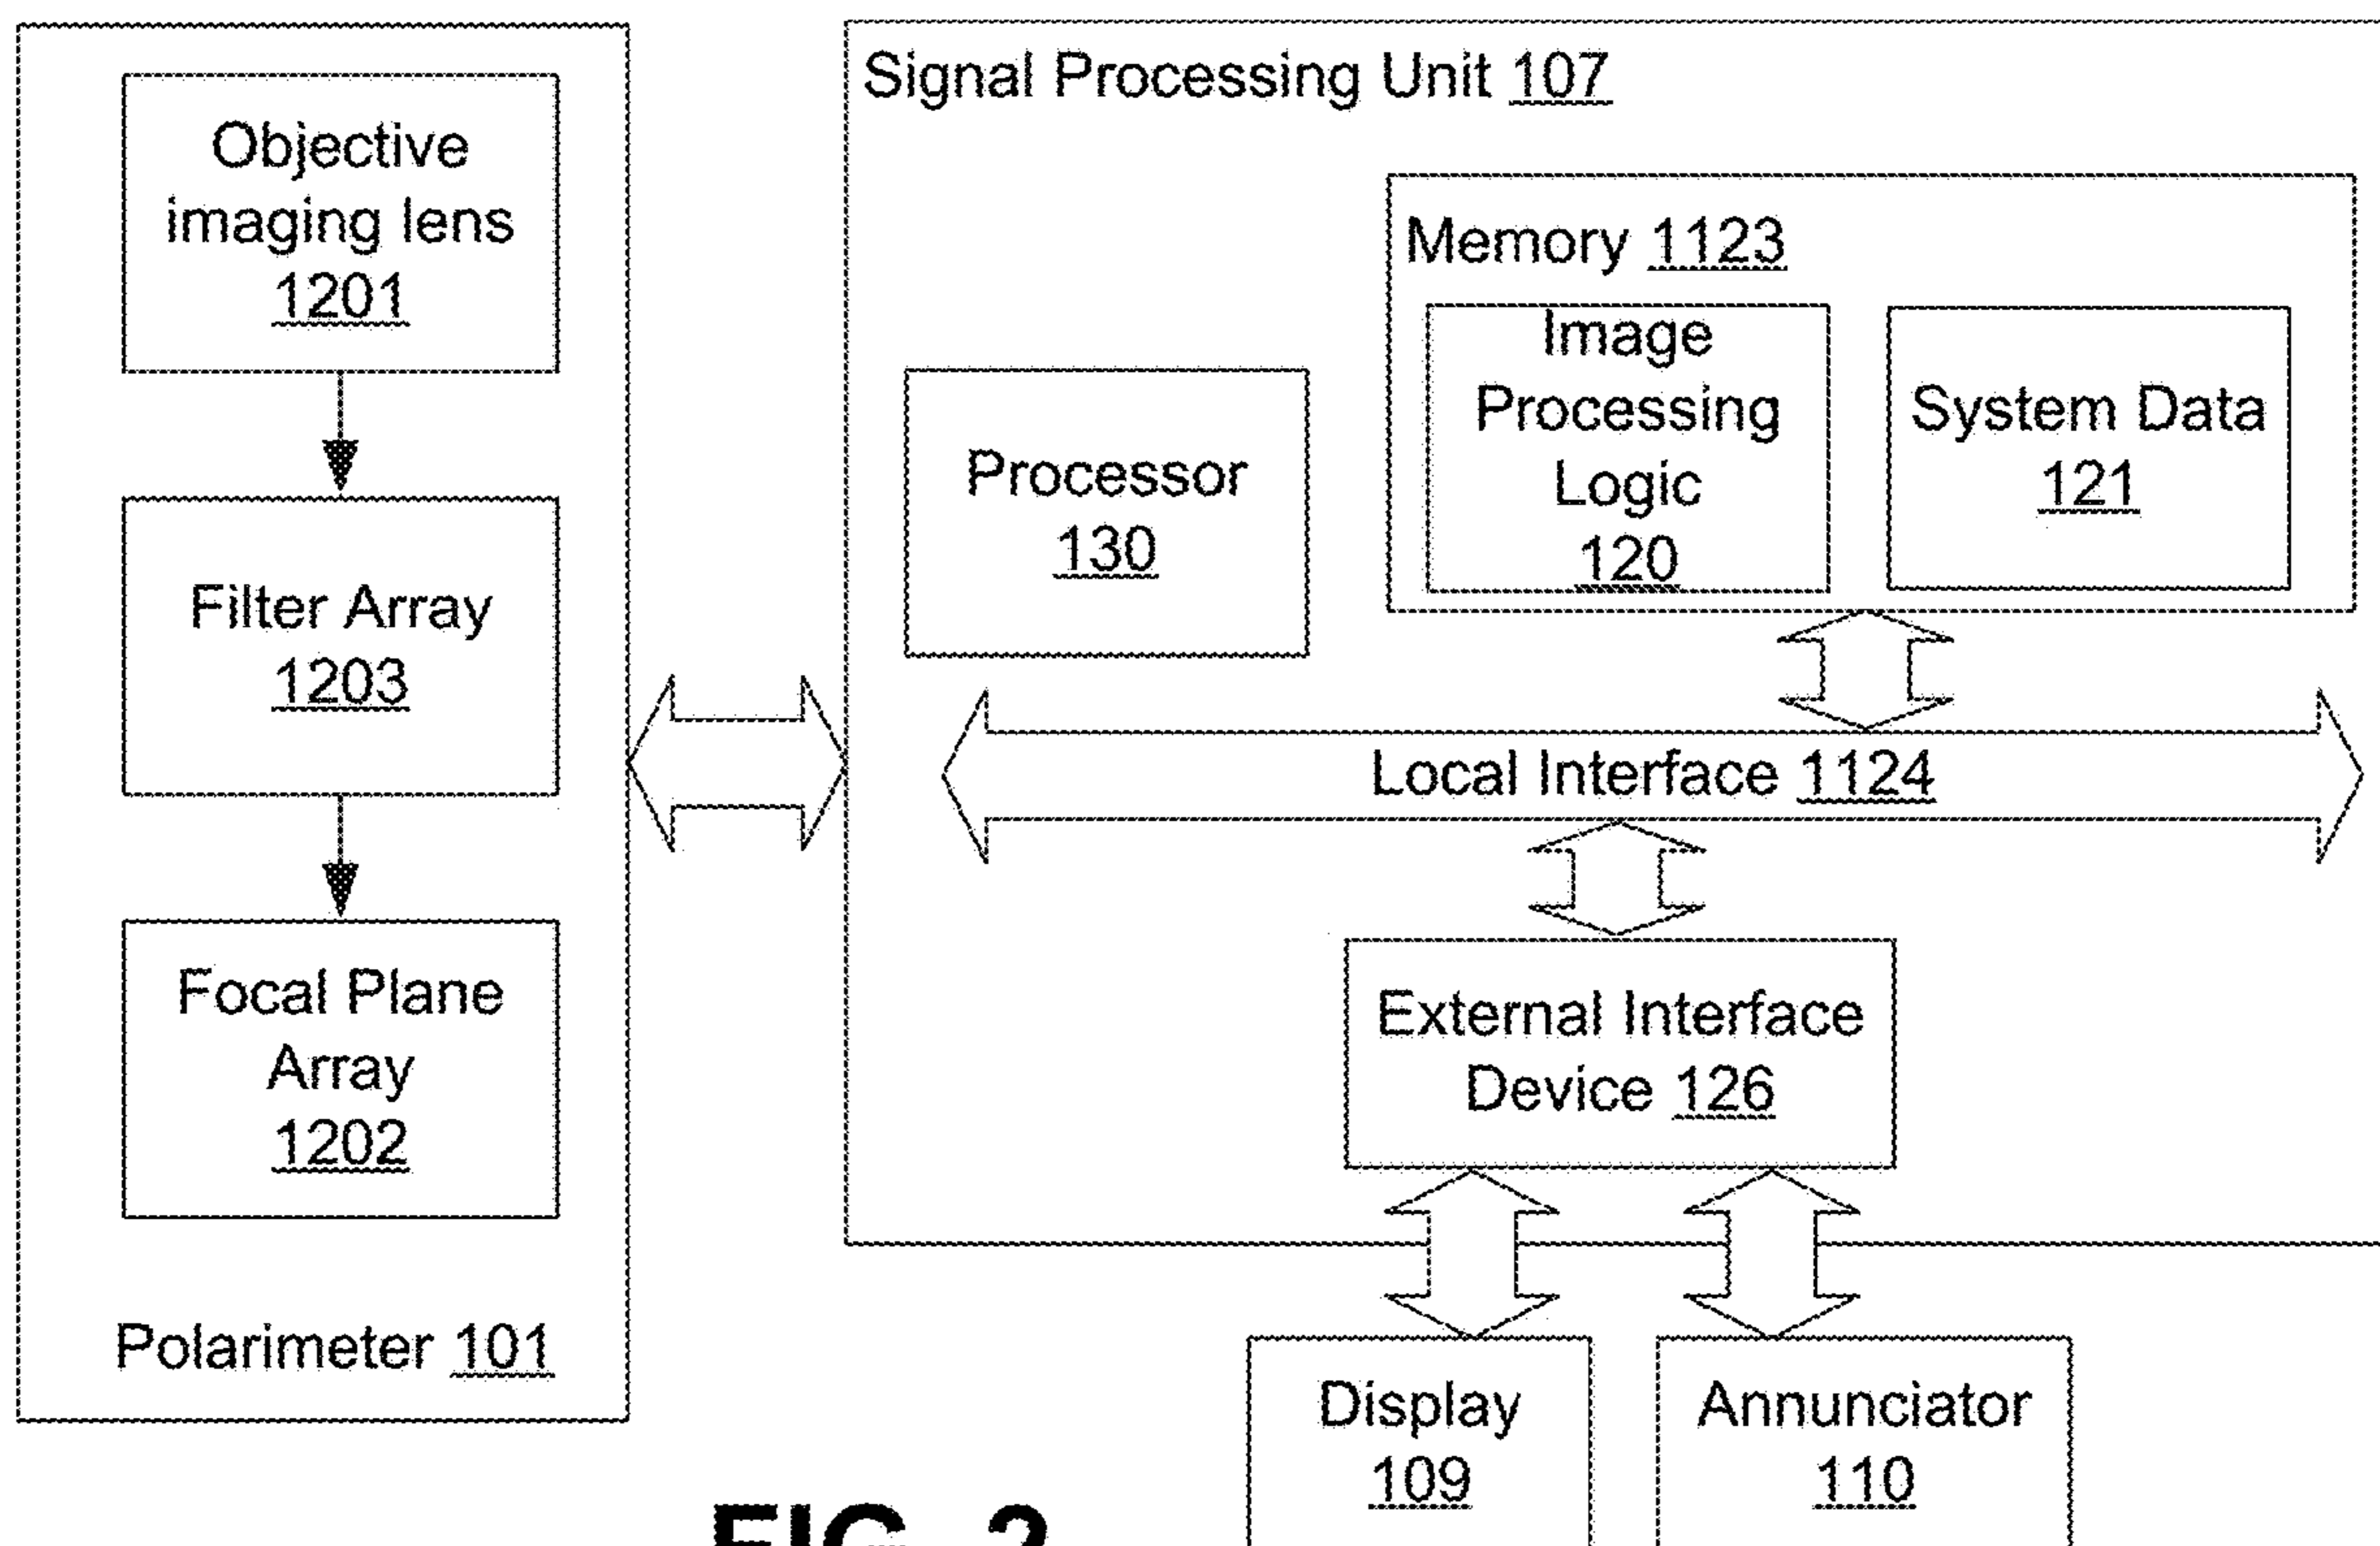 Objective
imaging lens
1201
Filter Array
1203
Focal Plane
Array
1202
Polarimeter 101
Signal Processing Unit 107
Memory 1123
Image
Processing
Logic
120
System Data
121
Processor
130
Local Interface 1124
External Interface
Device 126
Display
109
Annunciator
110
FIG. 2